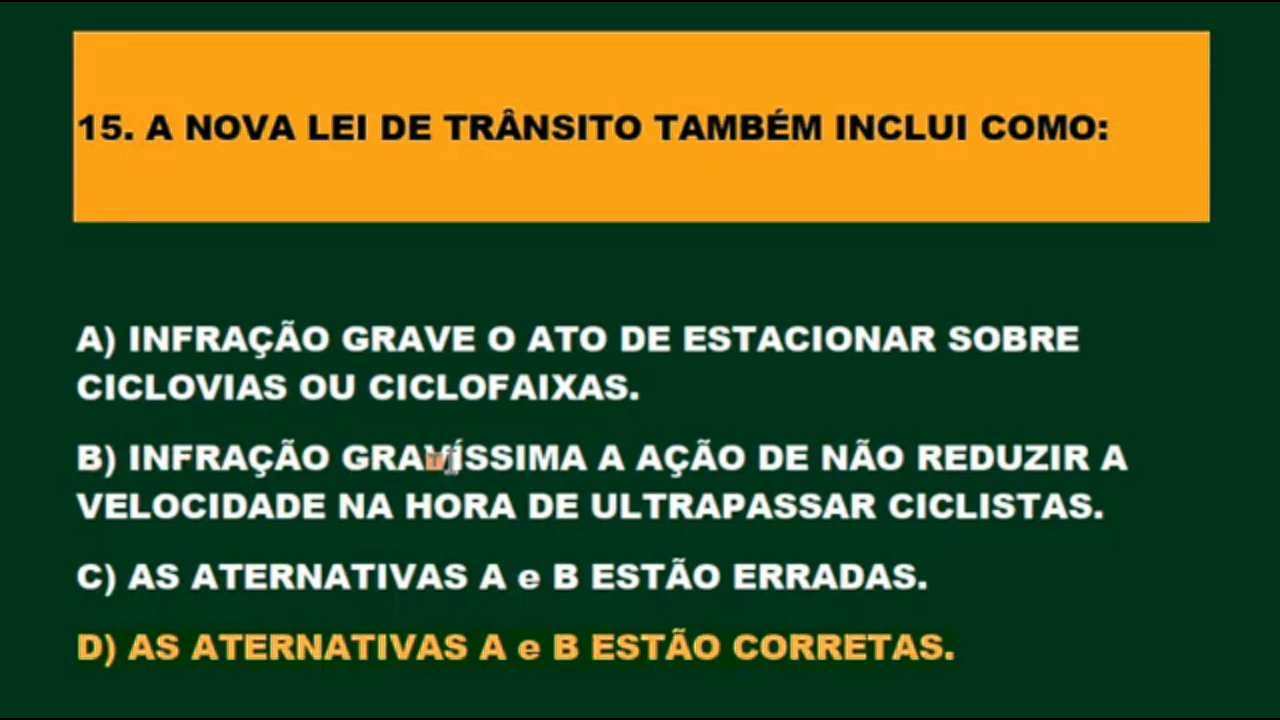 15. A NOVA LEI DE TRÂNSITO TAMBÉM INCLUI COMO:
A) INFRAÇÃO GRAVE O ATO DE ESTACIONAR SOBRE
CICLOVIAS OU CICLOFAIXAS.
B) INFRAÇÃO GRAVÍSSIMA A AÇÃO DE NÃO REDUZIR A
VELOCIDADE NA HORA DE ULTRAPASSAR CICLISTAS.
C) AS ATERNATIVAS A e B ESTÃO ERRADAS.
D) AS ATERNATIVAS A e B ESTÃO CORRETAS.